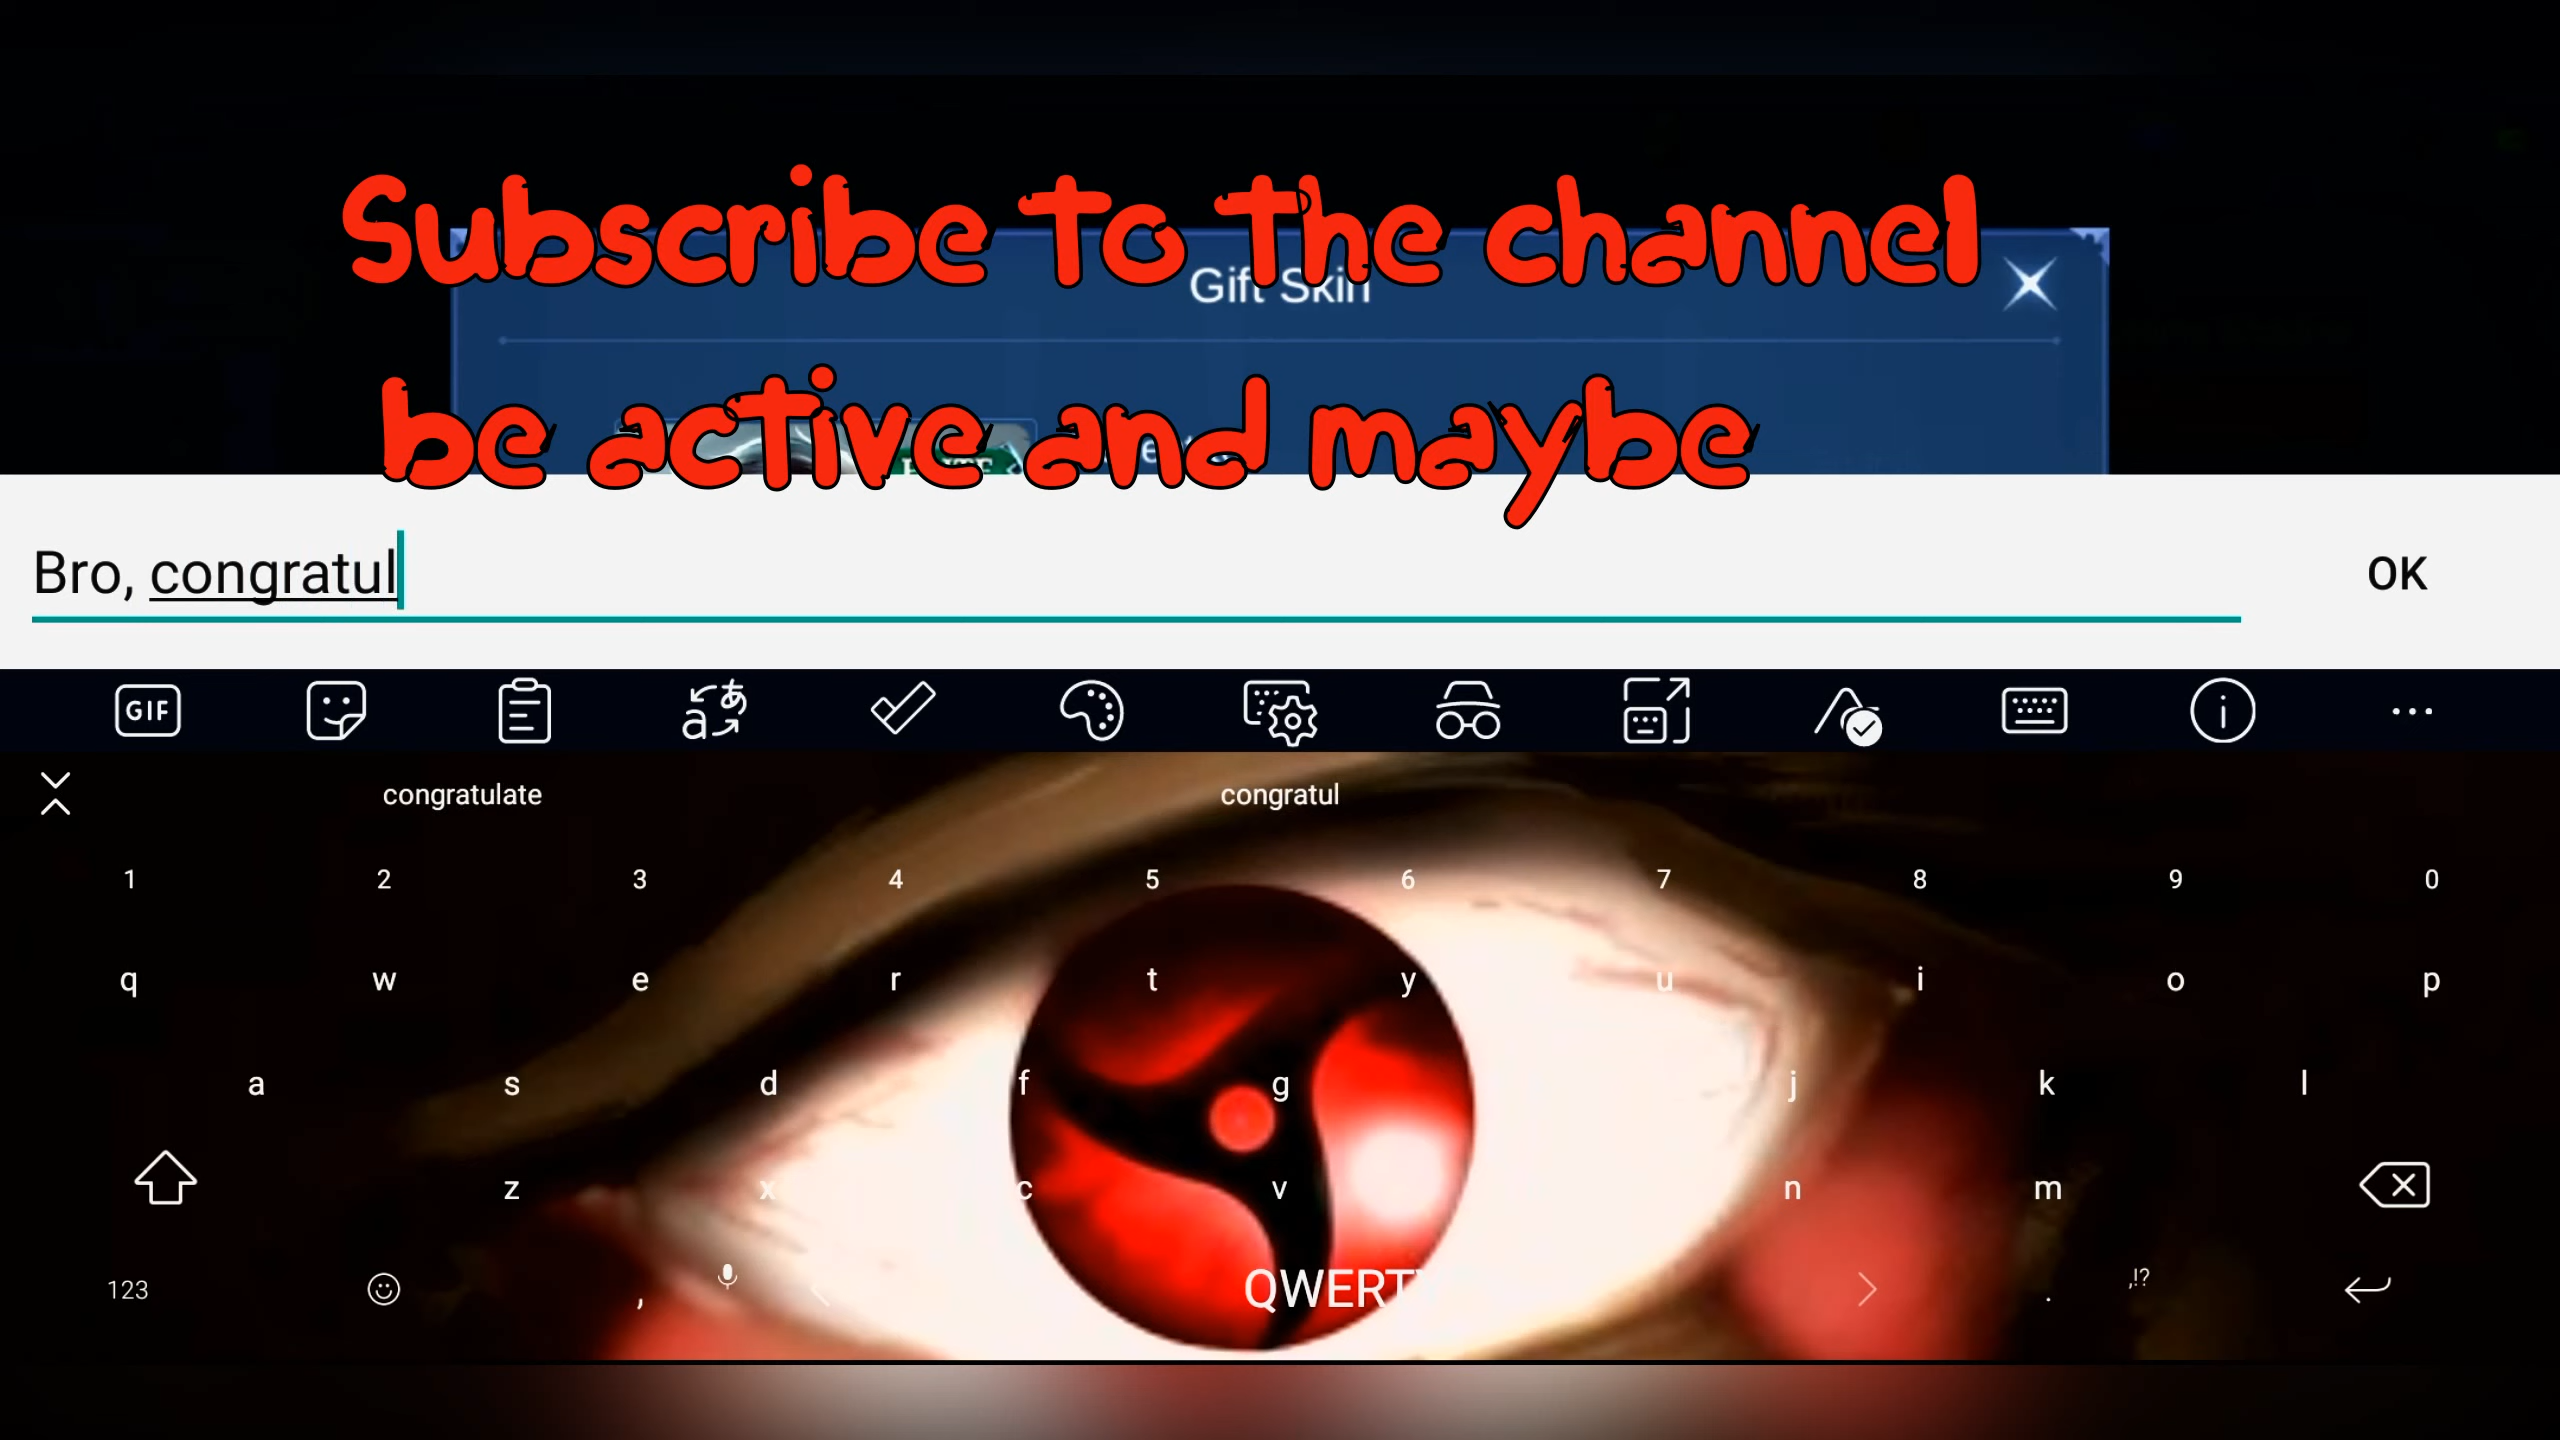 Subscribe to the channel
Gift Skin
be active and maybe
Bro, congratul
OK
GIF
congratulate congratul
1 2 3 4 5 6 7 8 9 0
q w e r t y u i o p
a s d f g j k l
z x c v n m
123 , QWERTY . ,!?